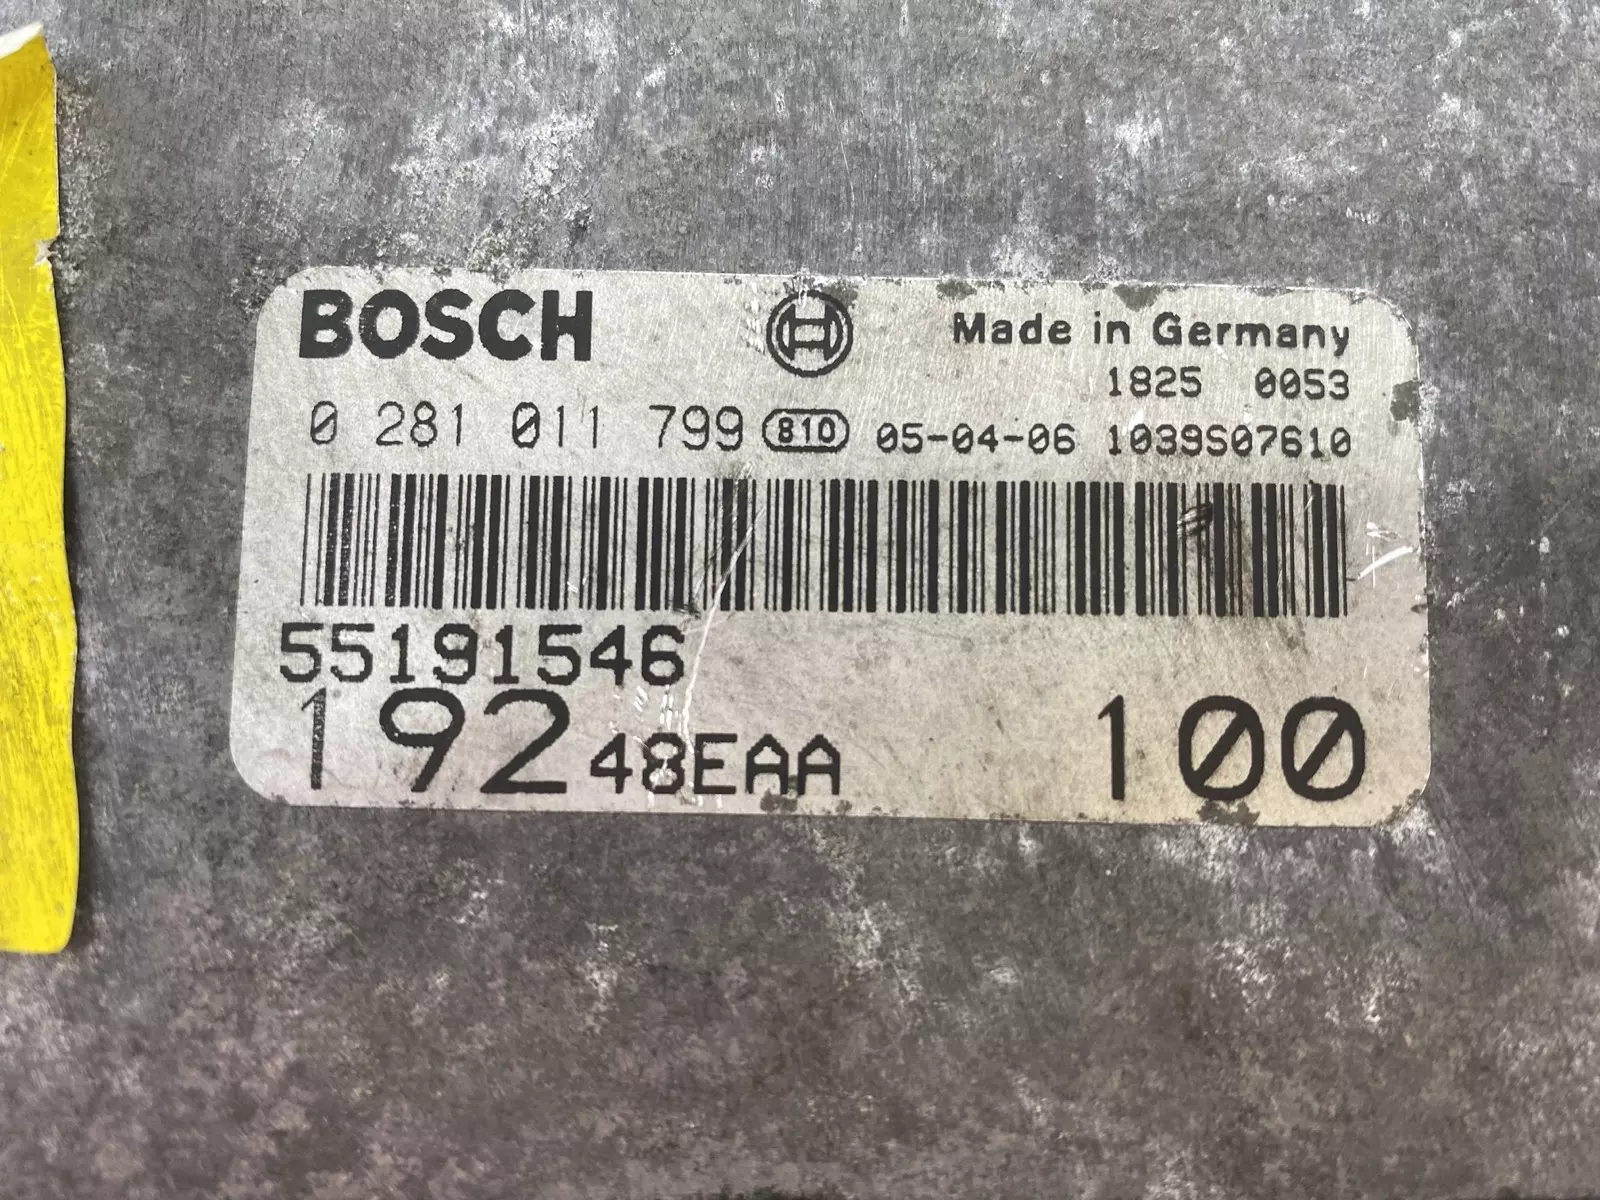 BOSCH Made in Germany
1825 0053
0 281 011 799 810 05-04-06 1039S07610
55191546
192 48EAA 100